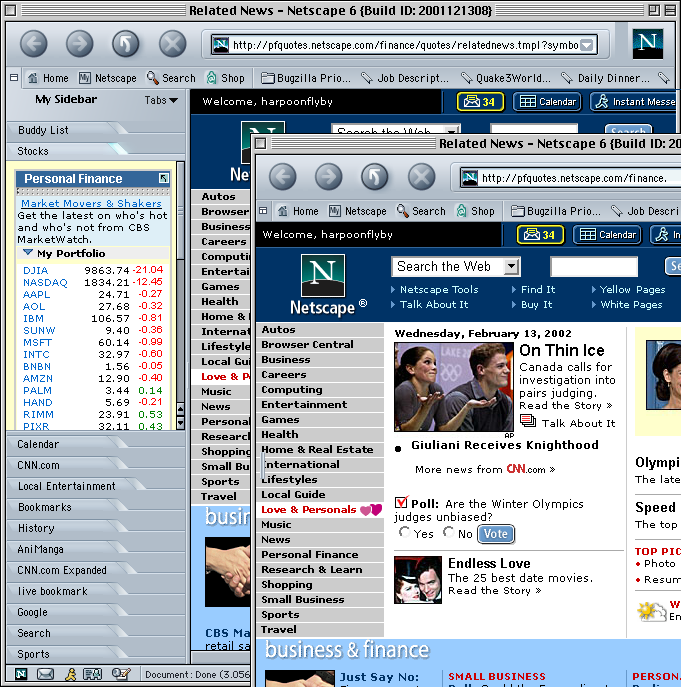 Related News - Netscape 6 {Build ID: 2001121308}
http://pfquotes.netscape.com/finance/quotes/relatednews.tmpl?symbo
Home Netscape Search Shop Bugzilla Prio... Job Descript... Quake3World... Daily Dinner...
My Sidebar Tabs
Buddy List
Stocks
Personal Finance
Market Movers & Shakers
Get the latest on who's hot
and who's not from CBS
MarketWatch.
My Portfolio
DJIA 9863.74 -21.04
NASDAQ 1834.21 -12.45
AAPL 24.71 -0.27
AOL 27.68 -0.32
IBM 106.57 -0.81
SUNW 9.40 -0.36
MSFT 60.14 -0.99
INTC 32.97 -0.60
BNBN 1.56 -0.05
AMZN 12.90 -0.40
PALM 3.44 0.14
HAND 5.69 -0.21
RIMM 23.91 0.53
PIXR 32.11 0.43
Calendar
CNN.com
Local Entertainment
Bookmarks
History
AniManga
CNN.com Expanded
live bookmark
Google
Search
Sports
Document: Done (3.056
Welcome, harpoonflyby
34 Calendar Instant Messe
N
Search the Web Search
Net
Autos
Browser
Business
Careers
Computi
Entertai
Games
Health
Home &
Internat
Lifestyle
Local Gui
Love & P
Music
News
Personal
Researc
Shopping
Small Bu
Sports
Travel
busin
CBS Ma
retail sa
Related News - Netscape 6 {Build ID: 20
http://pfquotes.netscape.com/finance.
Home Netscape Search Shop Bugzilla Prio... Job Descri
Welcome, harpoonflyby
34 Calendar In
N
Netscape ®
Search the Web Se
Netscape Tools Find It Yellow Pages
Talk About It Buy It White Pages
Autos
Browser Central
Business
Careers
Computing
Entertainment
Games
Health
Home & Real Estate
International
Lifestyles
Local Guide
Love & Personals
Music
News
Personal Finance
Research & Learn
Shopping
Small Business
Sports
Travel
Wednesday, February 13, 2002
On Thin Ice
Canada calls for
investigation into
pairs judging.
Read the Story »
Talk About It
AP
Giuliani Receives Knighthood
More news from CNN.com »
Poll: Are the Winter Olympics
judges unbiased?
Yes No Vote
Endless Love
The 25 best date movies.
Read the Story »
Olympi
The late
Speed
The top
TOP PIC
Photo
Resum
W
En
business & finance
Just Say No:
SMALL BUSINESS
PERSON